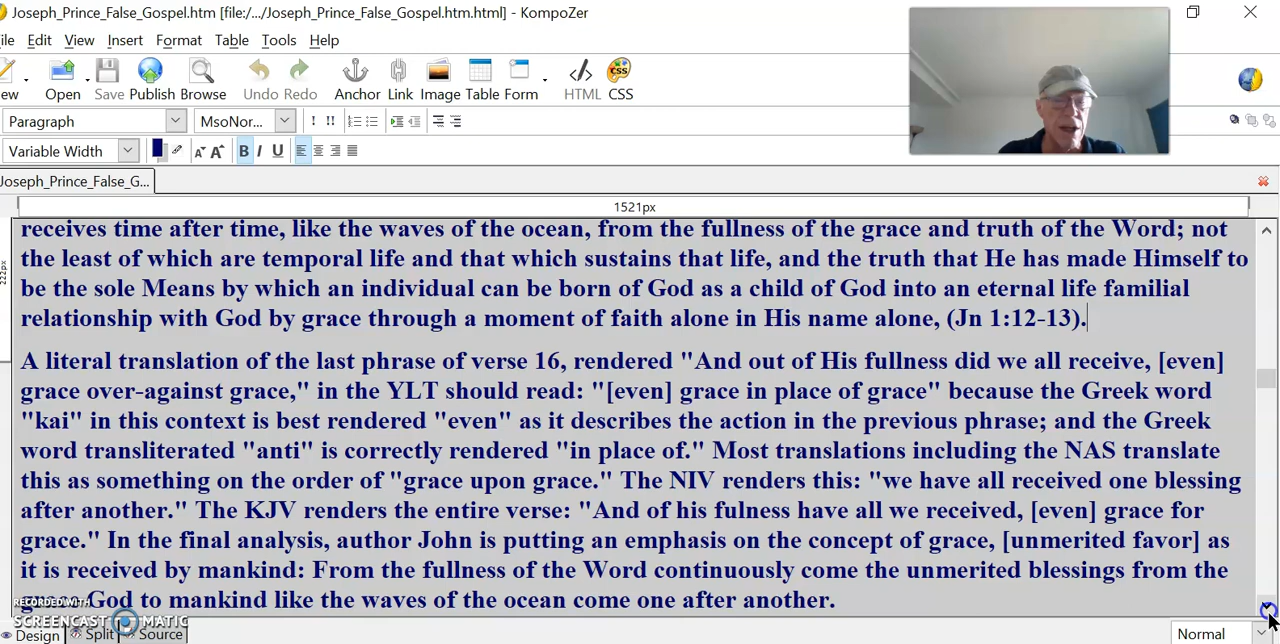 Joseph_Prince_False_Gospel.htm [file:/.../Joseph_Prince_False_Gospel.htm.html] - KompoZer
ile Edit View Insert Format Table Tools Help
ew Open Save Publish Browse Undo Redo Anchor Link Image Table Form HTML CSS
Paragraph MsoNor... ! !!
Variable Width A A B I U
Joseph_Prince_False_G...
1521px
222px
receives time after time, like the waves of the ocean, from the fullness of the grace and truth of the Word; not
the least of which are temporal life and that which sustains that life, and the truth that He has made Himself to
be the sole Means by which an individual can be born of God as a child of God into an eternal life familial
relationship with God by grace through a moment of faith alone in His name alone, (Jn 1:12-13).
A literal translation of the last phrase of verse 16, rendered "And out of His fullness did we all receive, [even]
grace over-against grace," in the YLT should read: "[even] grace in place of grace" because the Greek word
"kai" in this context is best rendered "even" as it describes the action in the previous phrase; and the Greek
word transliterated "anti" is correctly rendered "in place of." Most translations including the NAS translate
this as something on the order of "grace upon grace." The NIV renders this: "we have all received one blessing
after another." The KJV renders the entire verse: "And of his fulness have all we received, [even] grace for
grace." In the final analysis, author John is putting an emphasis on the concept of grace, [unmerited favor] as
it is received by mankind: From the fullness of the Word continuously come the unmerited blessings from the
God to mankind like the waves of the ocean come one after another.
RECORDED WITH
SCREENCAST MATIC
Design Split Source Normal